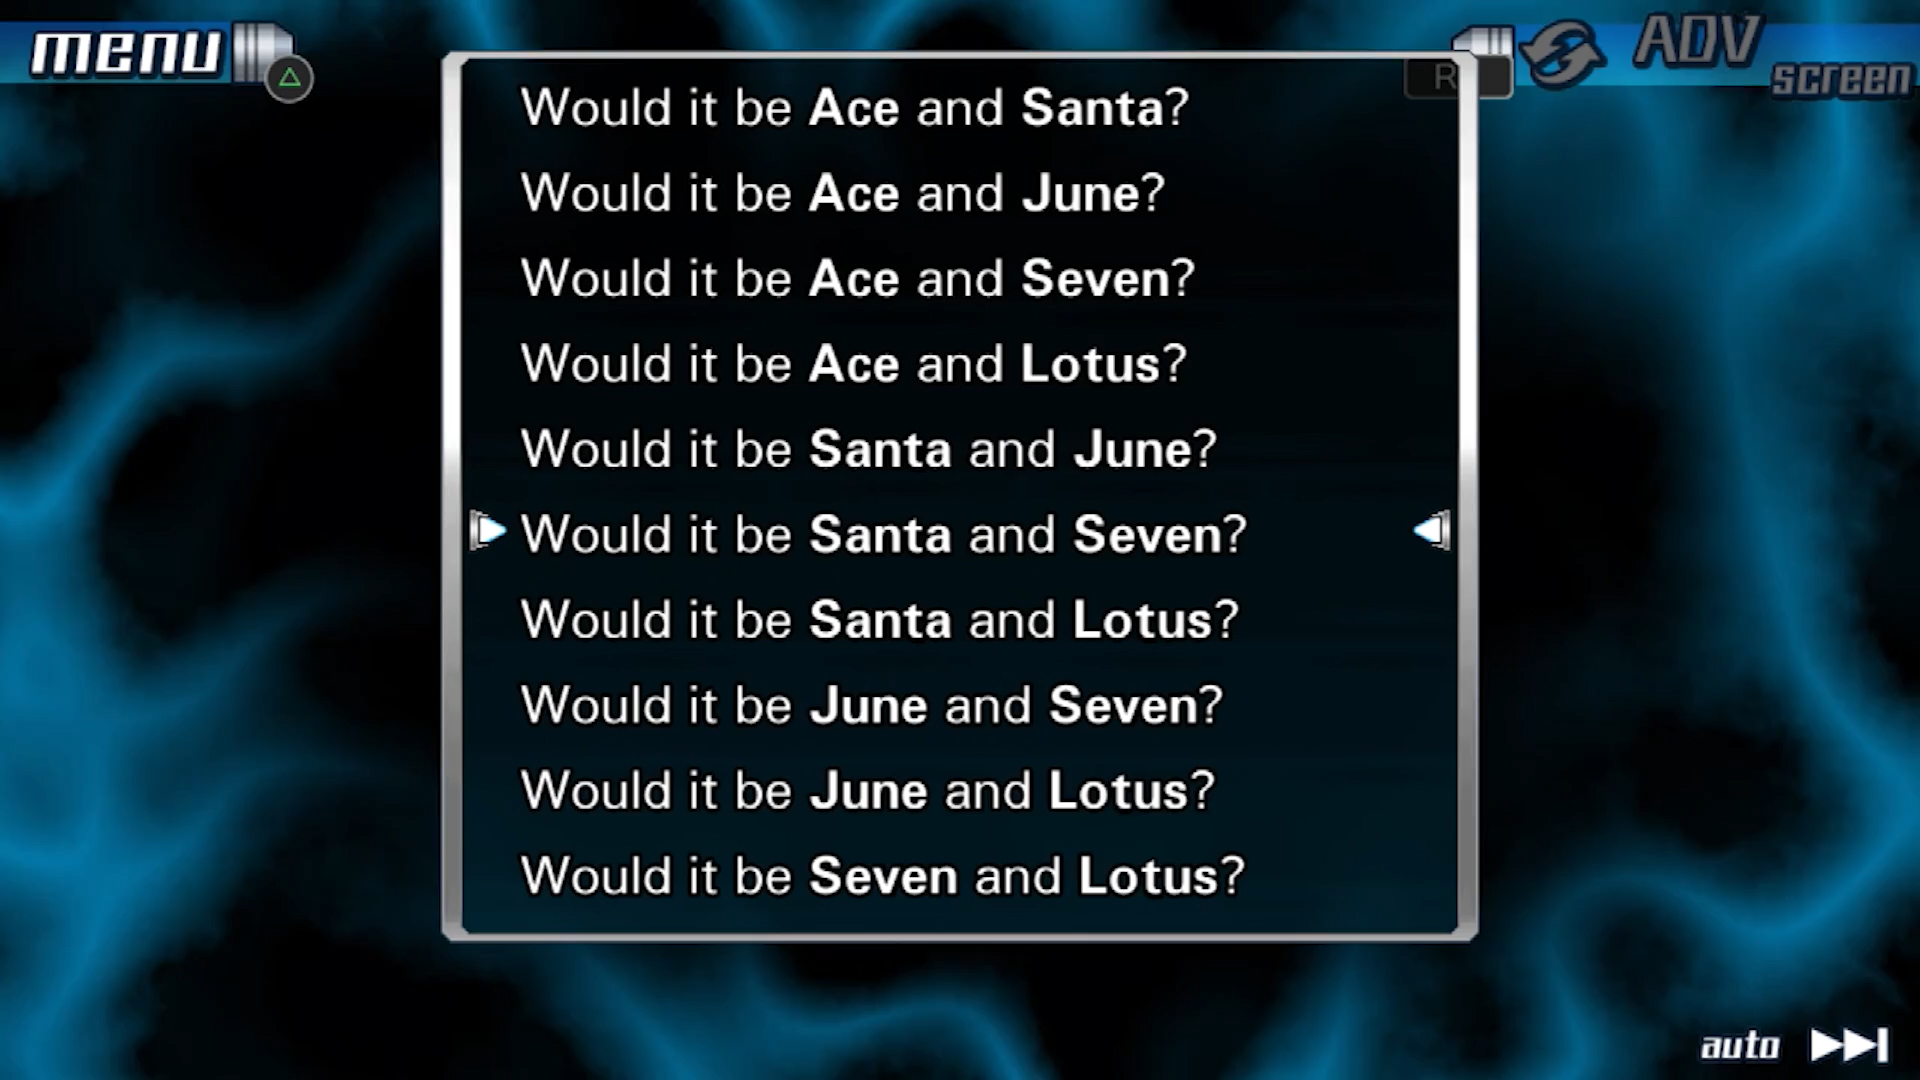 menu
R
ADV
screen
Would it be Ace and Santa?
Would it be Ace and June?
Would it be Ace and Seven?
Would it be Ace and Lotus?
Would it be Santa and June?
Would it be Santa and Seven?
Would it be Santa and Lotus?
Would it be June and Seven?
Would it be June and Lotus?
Would it be Seven and Lotus?
auto